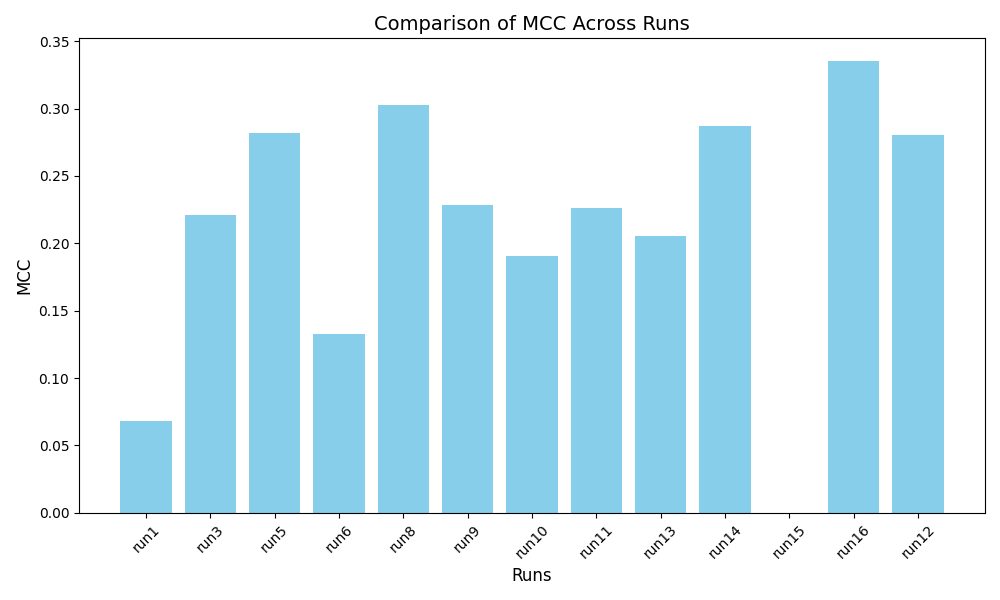 Comparison of MCC Across Runs
0.35
0.30
0.25
0.20
0.15
0.10
0.05
0.00
MCC
run1 run3 run5 run6 run8 run9 run10 run11 run13 run14 run15 run16 run12
Runs